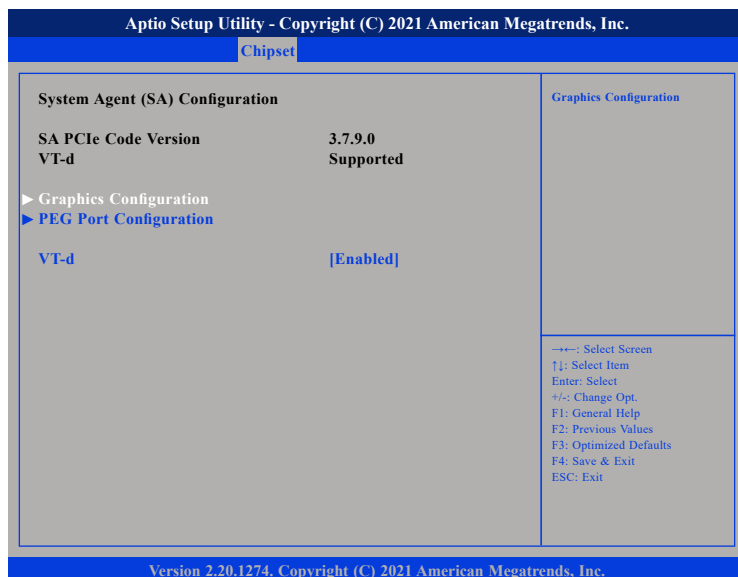 Aptio Setup Utility - Copyright (C) 2021 American Megatrends, Inc.
Chipset
System Agent (SA) Configuration
SA PCIe Code Version 3.7.9.0
VT-d Supported
▶ Graphics Configuration
▶ PEG Port Configuration
VT-d [Enabled]
Graphics Configuration
→←: Select Screen
↑↓: Select Item
Enter: Select
+/-: Change Opt.
F1: General Help
F2: Previous Values
F3: Optimized Defaults
F4: Save & Exit
ESC: Exit
Version 2.20.1274. Copyright (C) 2021 American Megatrends, Inc.